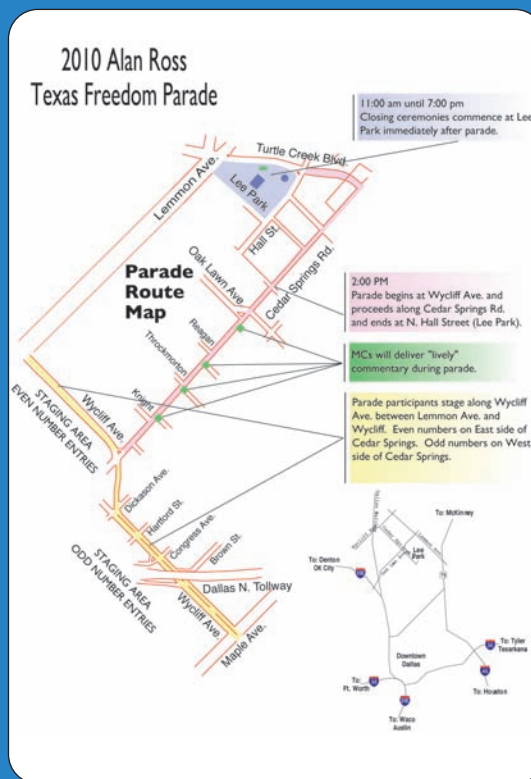 2010 Alan Ross
Texas Freedom Parade
11:00 am until 7:00 pm
Closing ceremonies commence at Lee
Park immediately after parade.
Turtle Creek Blvd.
Lemmon Ave.
Lee Park
Hall St.
Oak Lawn Ave.
Cedar Springs Rd.
Parade
Route
Map
2:00 PM
Parade begins at Wycliff Ave. and
proceeds along Cedar Springs Rd.
and ends at N. Hall Street (Lee Park).
Reagan
Throckmorton
MCs will deliver "lively"
commentary during parade.
Knight
Wycliff Ave.
STAGING AREA
EVEN NUMBER ENTRIES
Parade participants stage along Wycliff
Ave. between Lemmon Ave. and
Wycliff. Even numbers on East side of
Cedar Springs. Odd numbers on West
side of Cedar Springs.
Dickason Ave.
Hartford St.
Congress Ave.
Brown St.
STAGING AREA
ODD NUMBER ENTRIES
Dallas N. Tollway
Wycliff Ave.
Maple Ave.
To: McKinney
Lee
Park
To: Denton
OK City
To: Tyler
Texarkana
Downtown
Dallas
To:
Ft. Worth
To: Houston
To: Waco
Austin